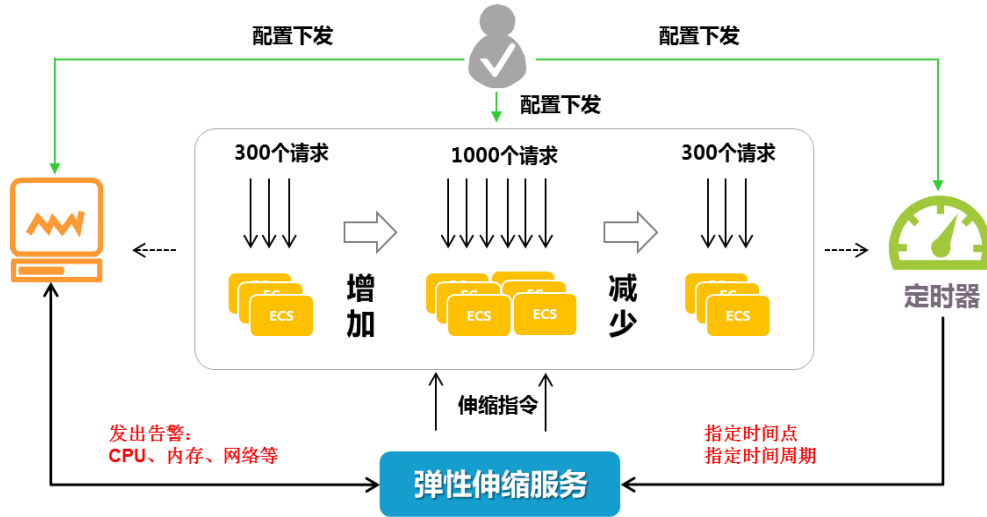 配置下发
配置下发
配置下发
300个请求
1000个请求
300个请求
ECS
ECS
ECS
ECS
增加
减少
定时器
伸缩指令
发出告警：
CPU、内存、网络等
指定时间点
指定时间周期
弹性伸缩服务